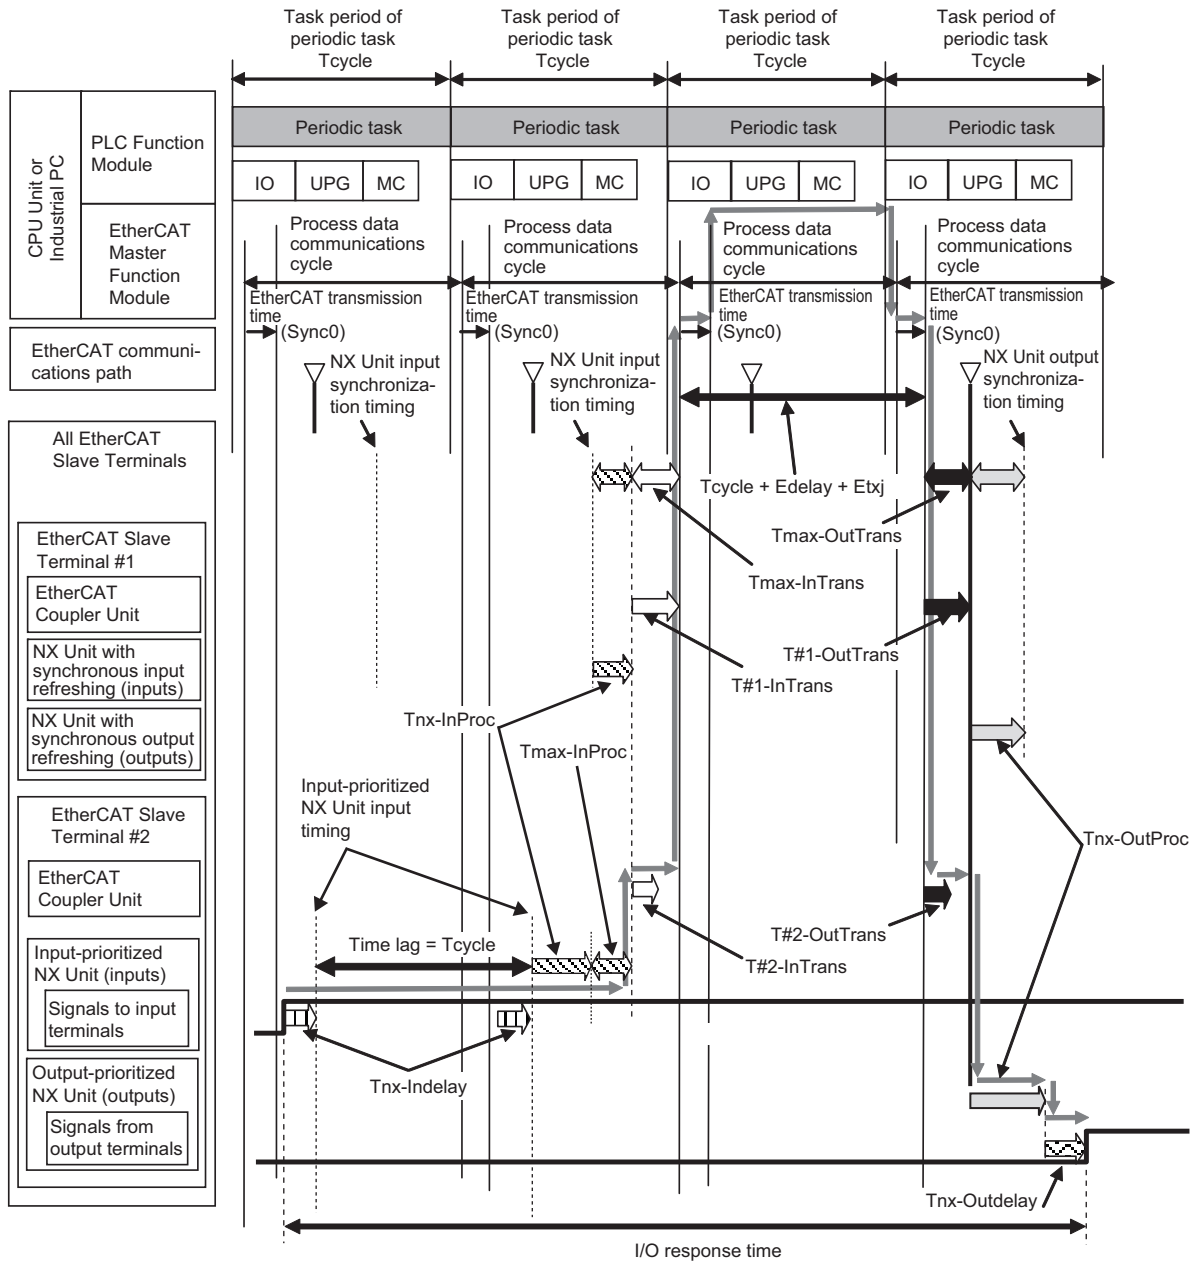 Task period of
periodic task
Tcycle
Task period of
periodic task
Tcycle
Task period of
periodic task
Tcycle
Task period of
periodic task
Tcycle
CPU Unit or
Industrial PC
PLC Function
Module
EtherCAT
Master
Function
Module
Periodic task
Periodic task
Periodic task
Periodic task
IO
UPG
MC
IO
UPG
MC
IO
UPG
MC
IO
UPG
MC
Process data
communications
cycle
Process data
communications
cycle
Process data
communications
cycle
Process data
communications
cycle
EtherCAT transmission
time
(Sync0)
EtherCAT transmission
time
(Sync0)
EtherCAT transmission
time
(Sync0)
EtherCAT transmission
time
(Sync0)
EtherCAT communi-
cations path
NX Unit input
synchroniza-
tion timing
NX Unit input
synchroniza-
tion timing
NX Unit output
synchroniza-
tion timing
All EtherCAT
Slave Terminals
Tcycle + Edelay + Etxj
Tmax-OutTrans
Tmax-InTrans
EtherCAT Slave
Terminal #1
EtherCAT
Coupler Unit
NX Unit with
synchronous input
refreshing (inputs)
NX Unit with
synchronous output
refreshing (outputs)
T#1-OutTrans
T#1-InTrans
Tnx-InProc
Tmax-InProc
Input-prioritized
NX Unit input
timing
Tnx-OutProc
EtherCAT Slave
Terminal #2
EtherCAT
Coupler Unit
Input-prioritized
NX Unit (inputs)
Signals to input
terminals
Output-prioritized
NX Unit (outputs)
Signals from
output terminals
T#2-OutTrans
T#2-InTrans
Time lag = Tcycle
Tnx-Indelay
Tnx-Outdelay
I/O response time